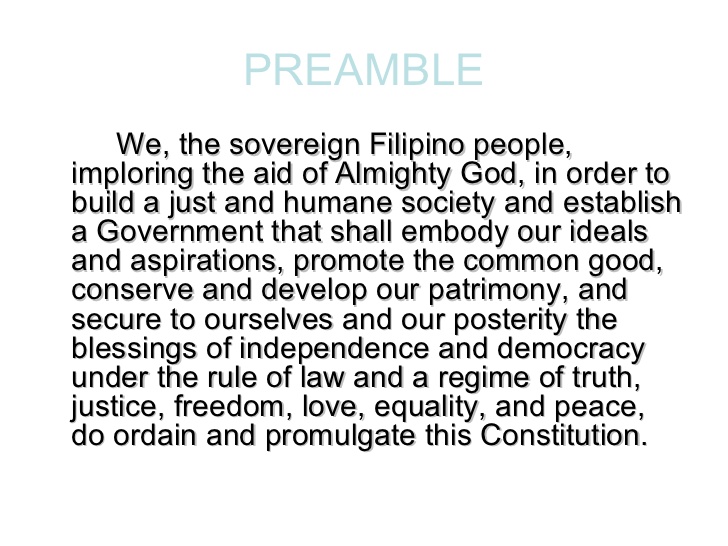 PREAMBLE
We, the sovereign Filipino people,
imploring the aid of Almighty God, in order to
build a just and humane society and establish
a Government that shall embody our ideals
and aspirations, promote the common good,
conserve and develop our patrimony, and
secure to ourselves and our posterity the
blessings of independence and democracy
under the rule of law and a regime of truth,
justice, freedom, love, equality, and peace,
do ordain and promulgate this Constitution.